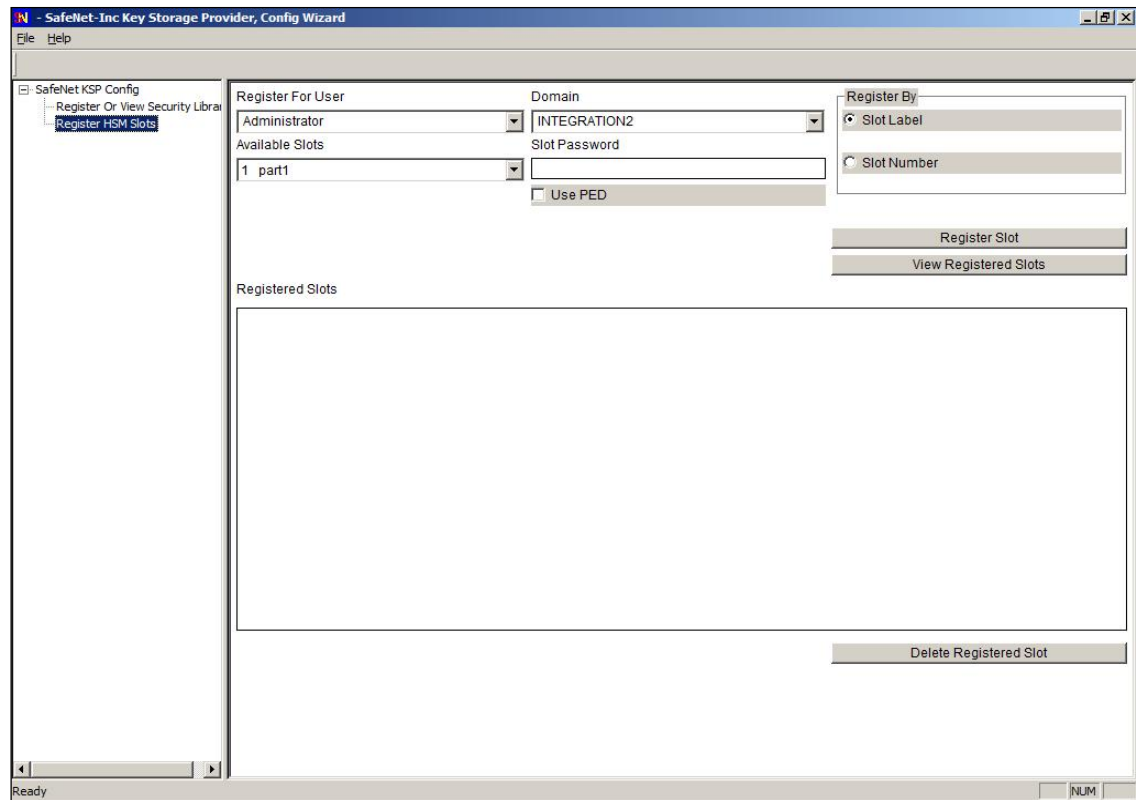 - SafeNet-Inc Key Storage Provider, Config Wizard
File Help
SafeNet KSP Config
Register Or View Security Librar
Register HSM Slots
Register For User
Domain
Register By
Administrator
INTEGRATION2
Slot Label
Available Slots
Slot Password
1 part1
Slot Number
Use PED
Register Slot
View Registered Slots
Registered Slots
Delete Registered Slot
Ready
NUM